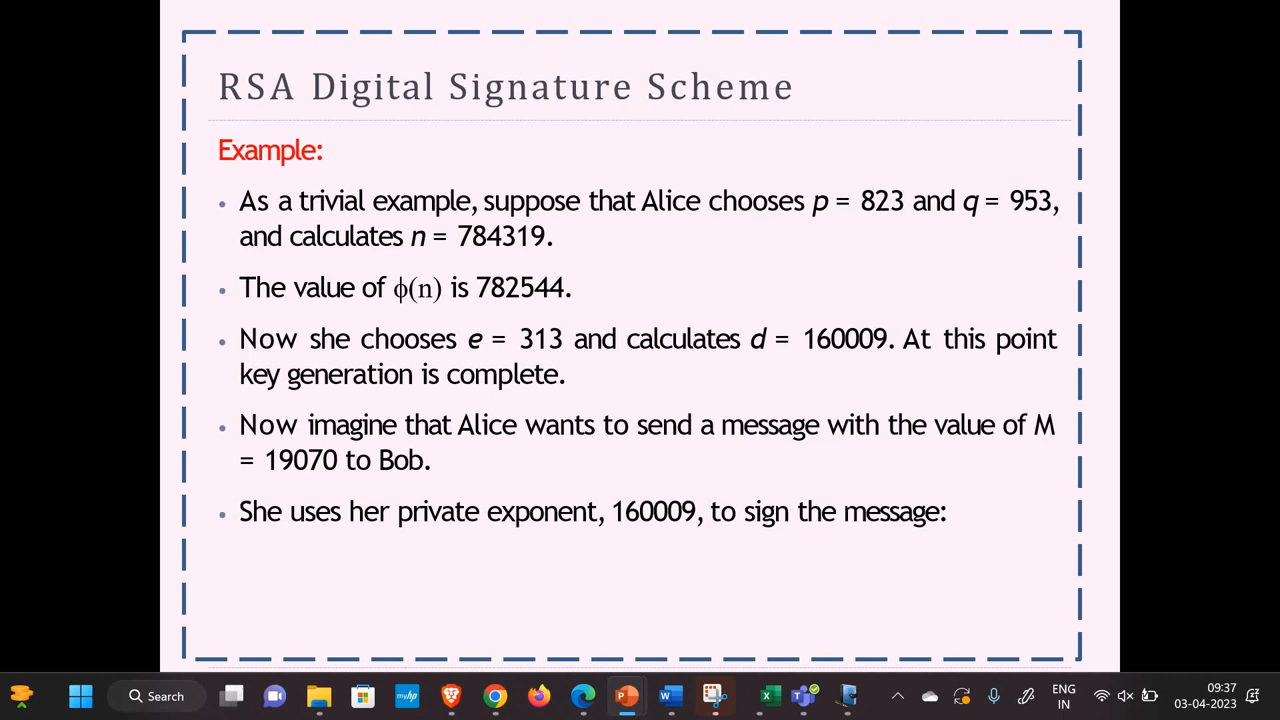 RSA Digital Signature Scheme
Example:
• As a trivial example, suppose that Alice chooses p = 823 and q = 953,
and calculates n = 784319.
• The value of ϕ(n) is 782544.
• Now she chooses e = 313 and calculates d = 160009. At this point
key generation is complete.
• Now imagine that Alice wants to send a message with the value of M
= 19070 to Bob.
• She uses her private exponent, 160009, to sign the message:
Search
myhp
ENG
IN
09:37
03-04-2023